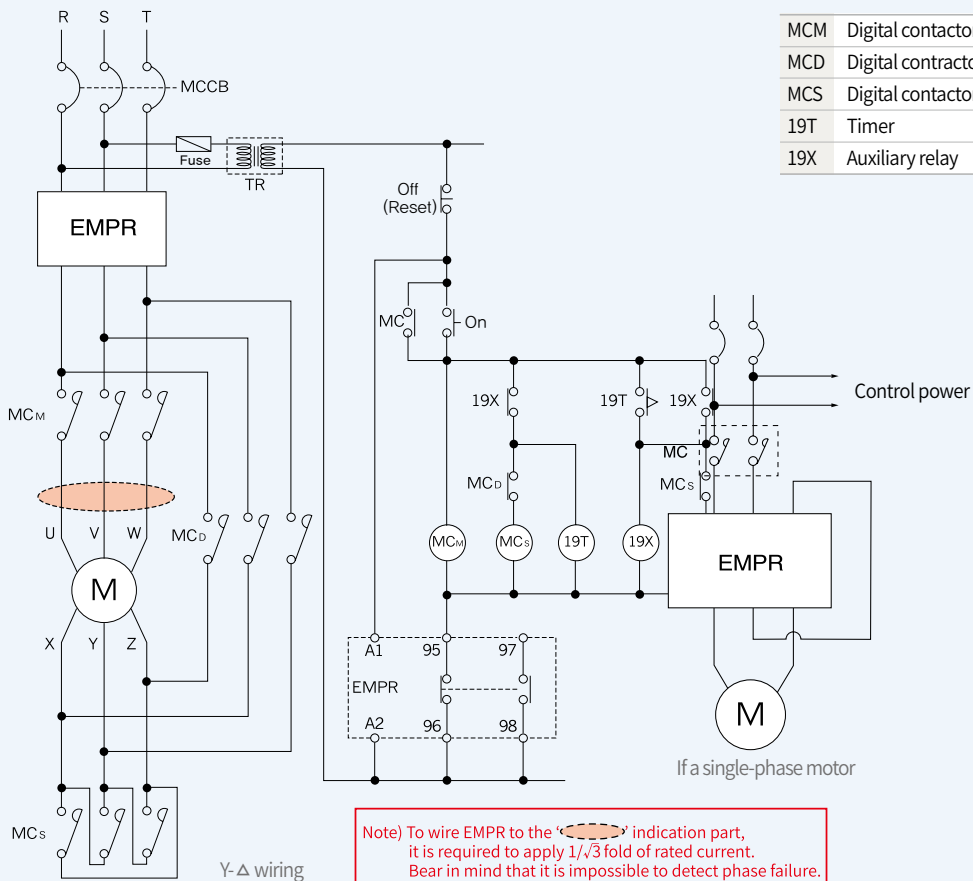 R S T
MCCB
Fuse
TR
EMPR
MCM
U V W
MCD
M
X Y Z
MCS
Y-Δ wiring
Off
(Reset)
MC
On
19X
19T
19X
MCD
MCS
MCM
MCS
19T
19X
A1 95 97
EMPR
A2 96 98
MC
Control power
EMPR
M
If a single-phase motor
MCM Digital contactor
MCD Digital contractor
MCS Digital contactor
19T Timer
19X Auxiliary relay
Note) To wire EMPR to the ' ' indication part,
it is required to apply 1/√3 fold of rated current.
Bear in mind that it is impossible to detect phase failure.